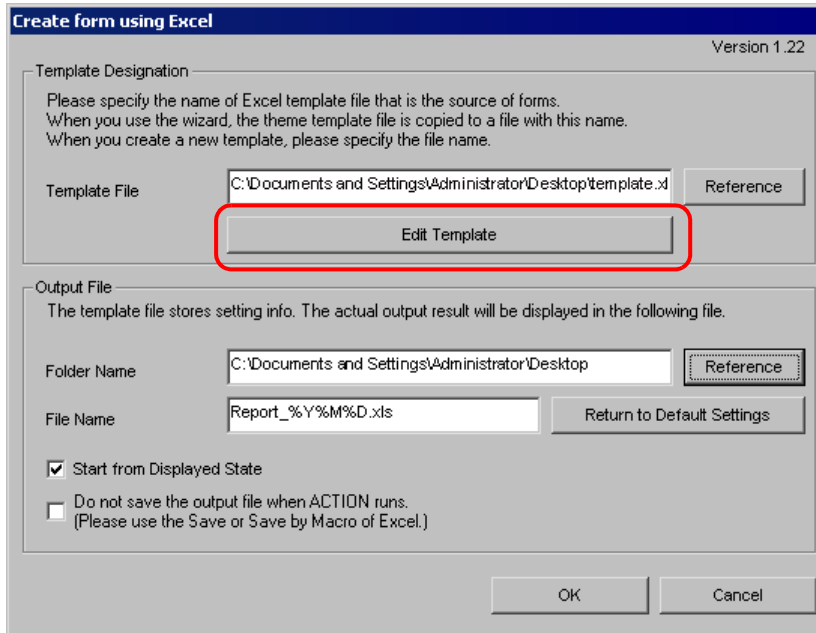 Create form using Excel
Version 1.22
Template Designation
Please specify the name of Excel template file that is the source of forms.
When you use the wizard, the theme template file is copied to a file with this name.
When you create a new template, please specify the file name.
Template File
C:\Documents and Settings\Administrator\Desktop\template.xl
Reference
Edit Template
Output File
The template file stores setting info. The actual output result will be displayed in the following file.
Folder Name
C:\Documents and Settings\Administrator\Desktop
Reference
File Name
Report_%Y%M%D.xls
Return to Default Settings
Start from Displayed State
Do not save the output file when ACTION runs.
(Please use the Save or Save by Macro of Excel.)
OK
Cancel